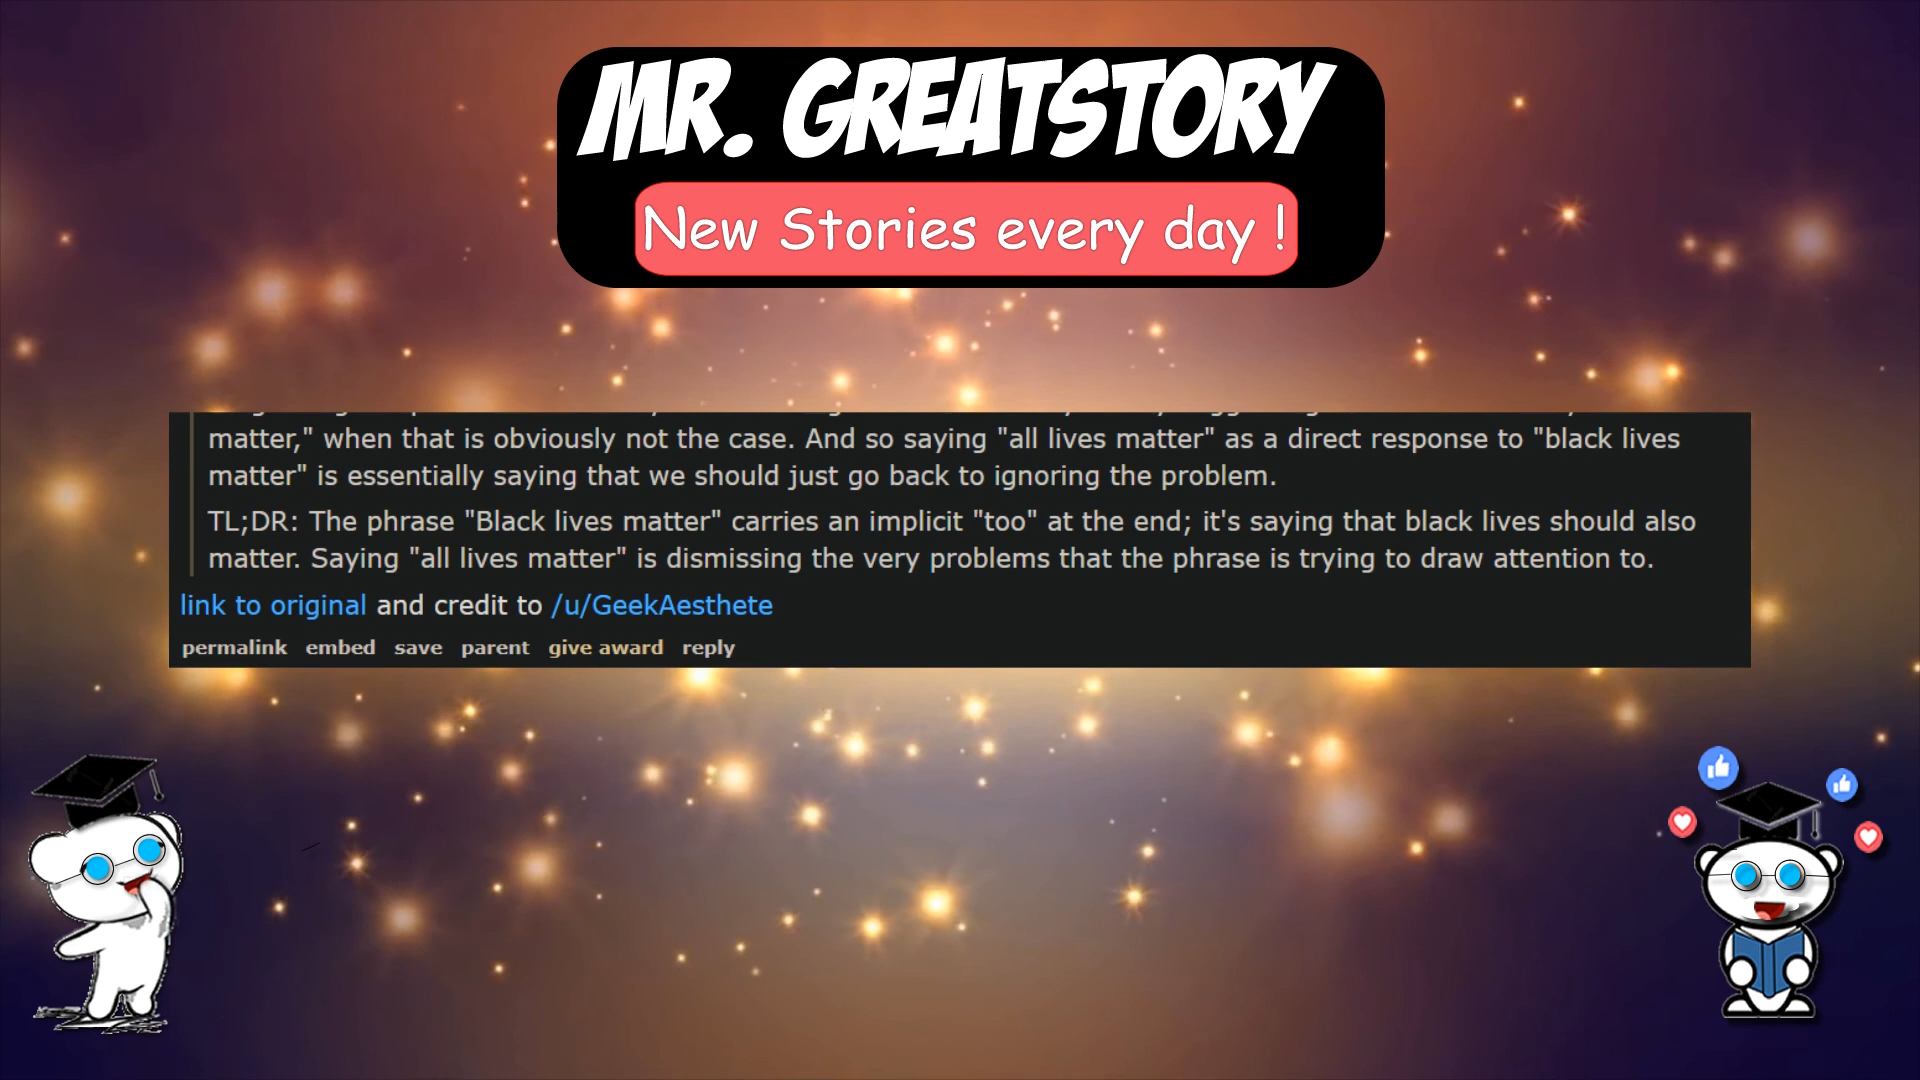 MR. GREATSTORY
New Stories every day !
matter," when that is obviously not the case. And so saying "all lives matter" as a direct response to "black lives
matter" is essentially saying that we should just go back to ignoring the problem.
TL;DR: The phrase "Black lives matter" carries an implicit "too" at the end; it's saying that black lives should also
matter. Saying "all lives matter" is dismissing the very problems that the phrase is trying to draw attention to.
link to original and credit to /u/GeekAesthete
permalink embed save parent give award reply